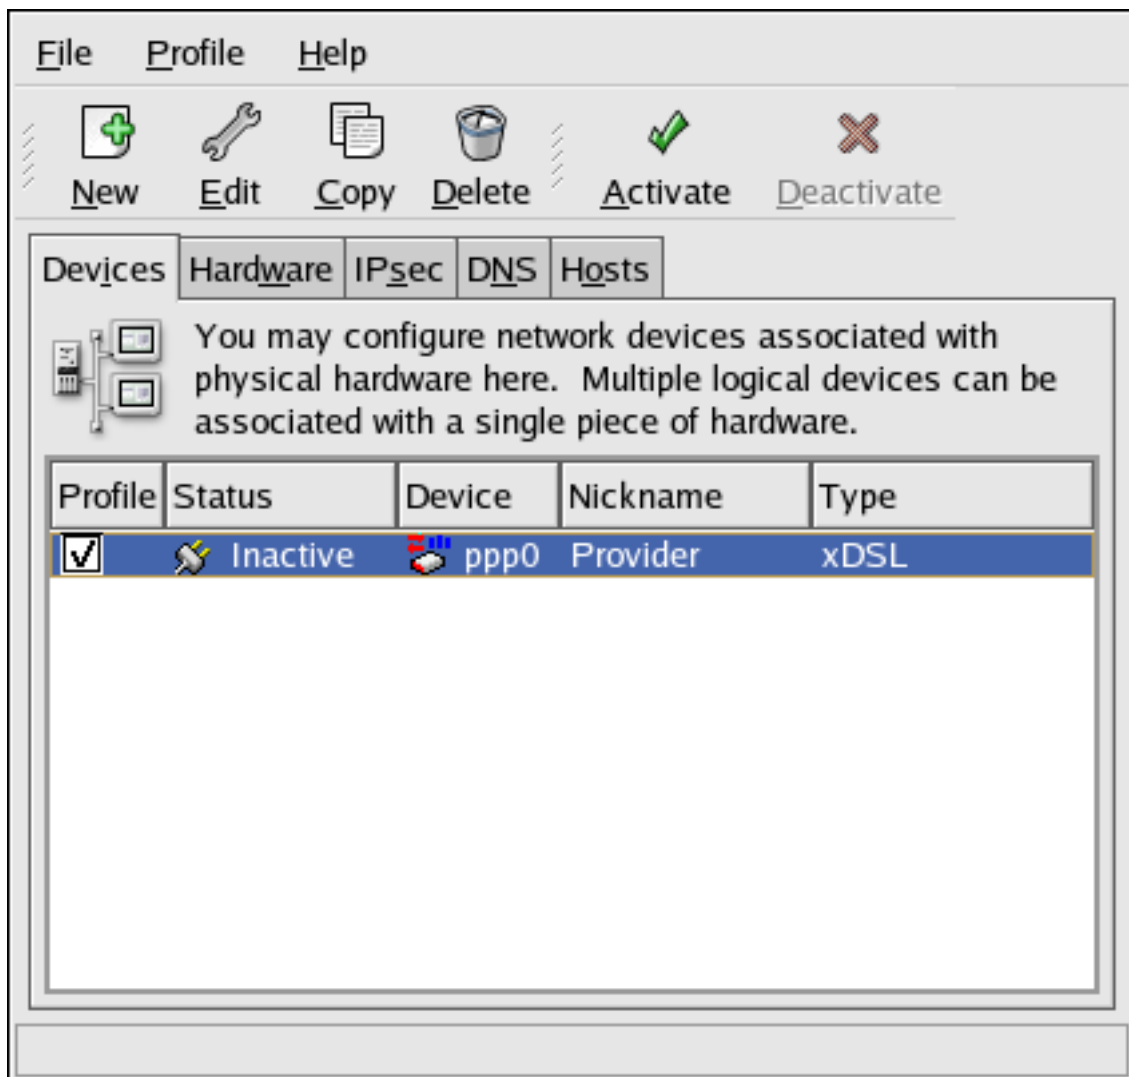 File Profile Help
New Edit Copy Delete Activate Deactivate
Devices Hardware IPsec DNS Hosts
You may configure network devices associated with
physical hardware here.  Multiple logical devices can be
associated with a single piece of hardware.
Profile Status Device Nickname Type
Inactive ppp0 Provider xDSL